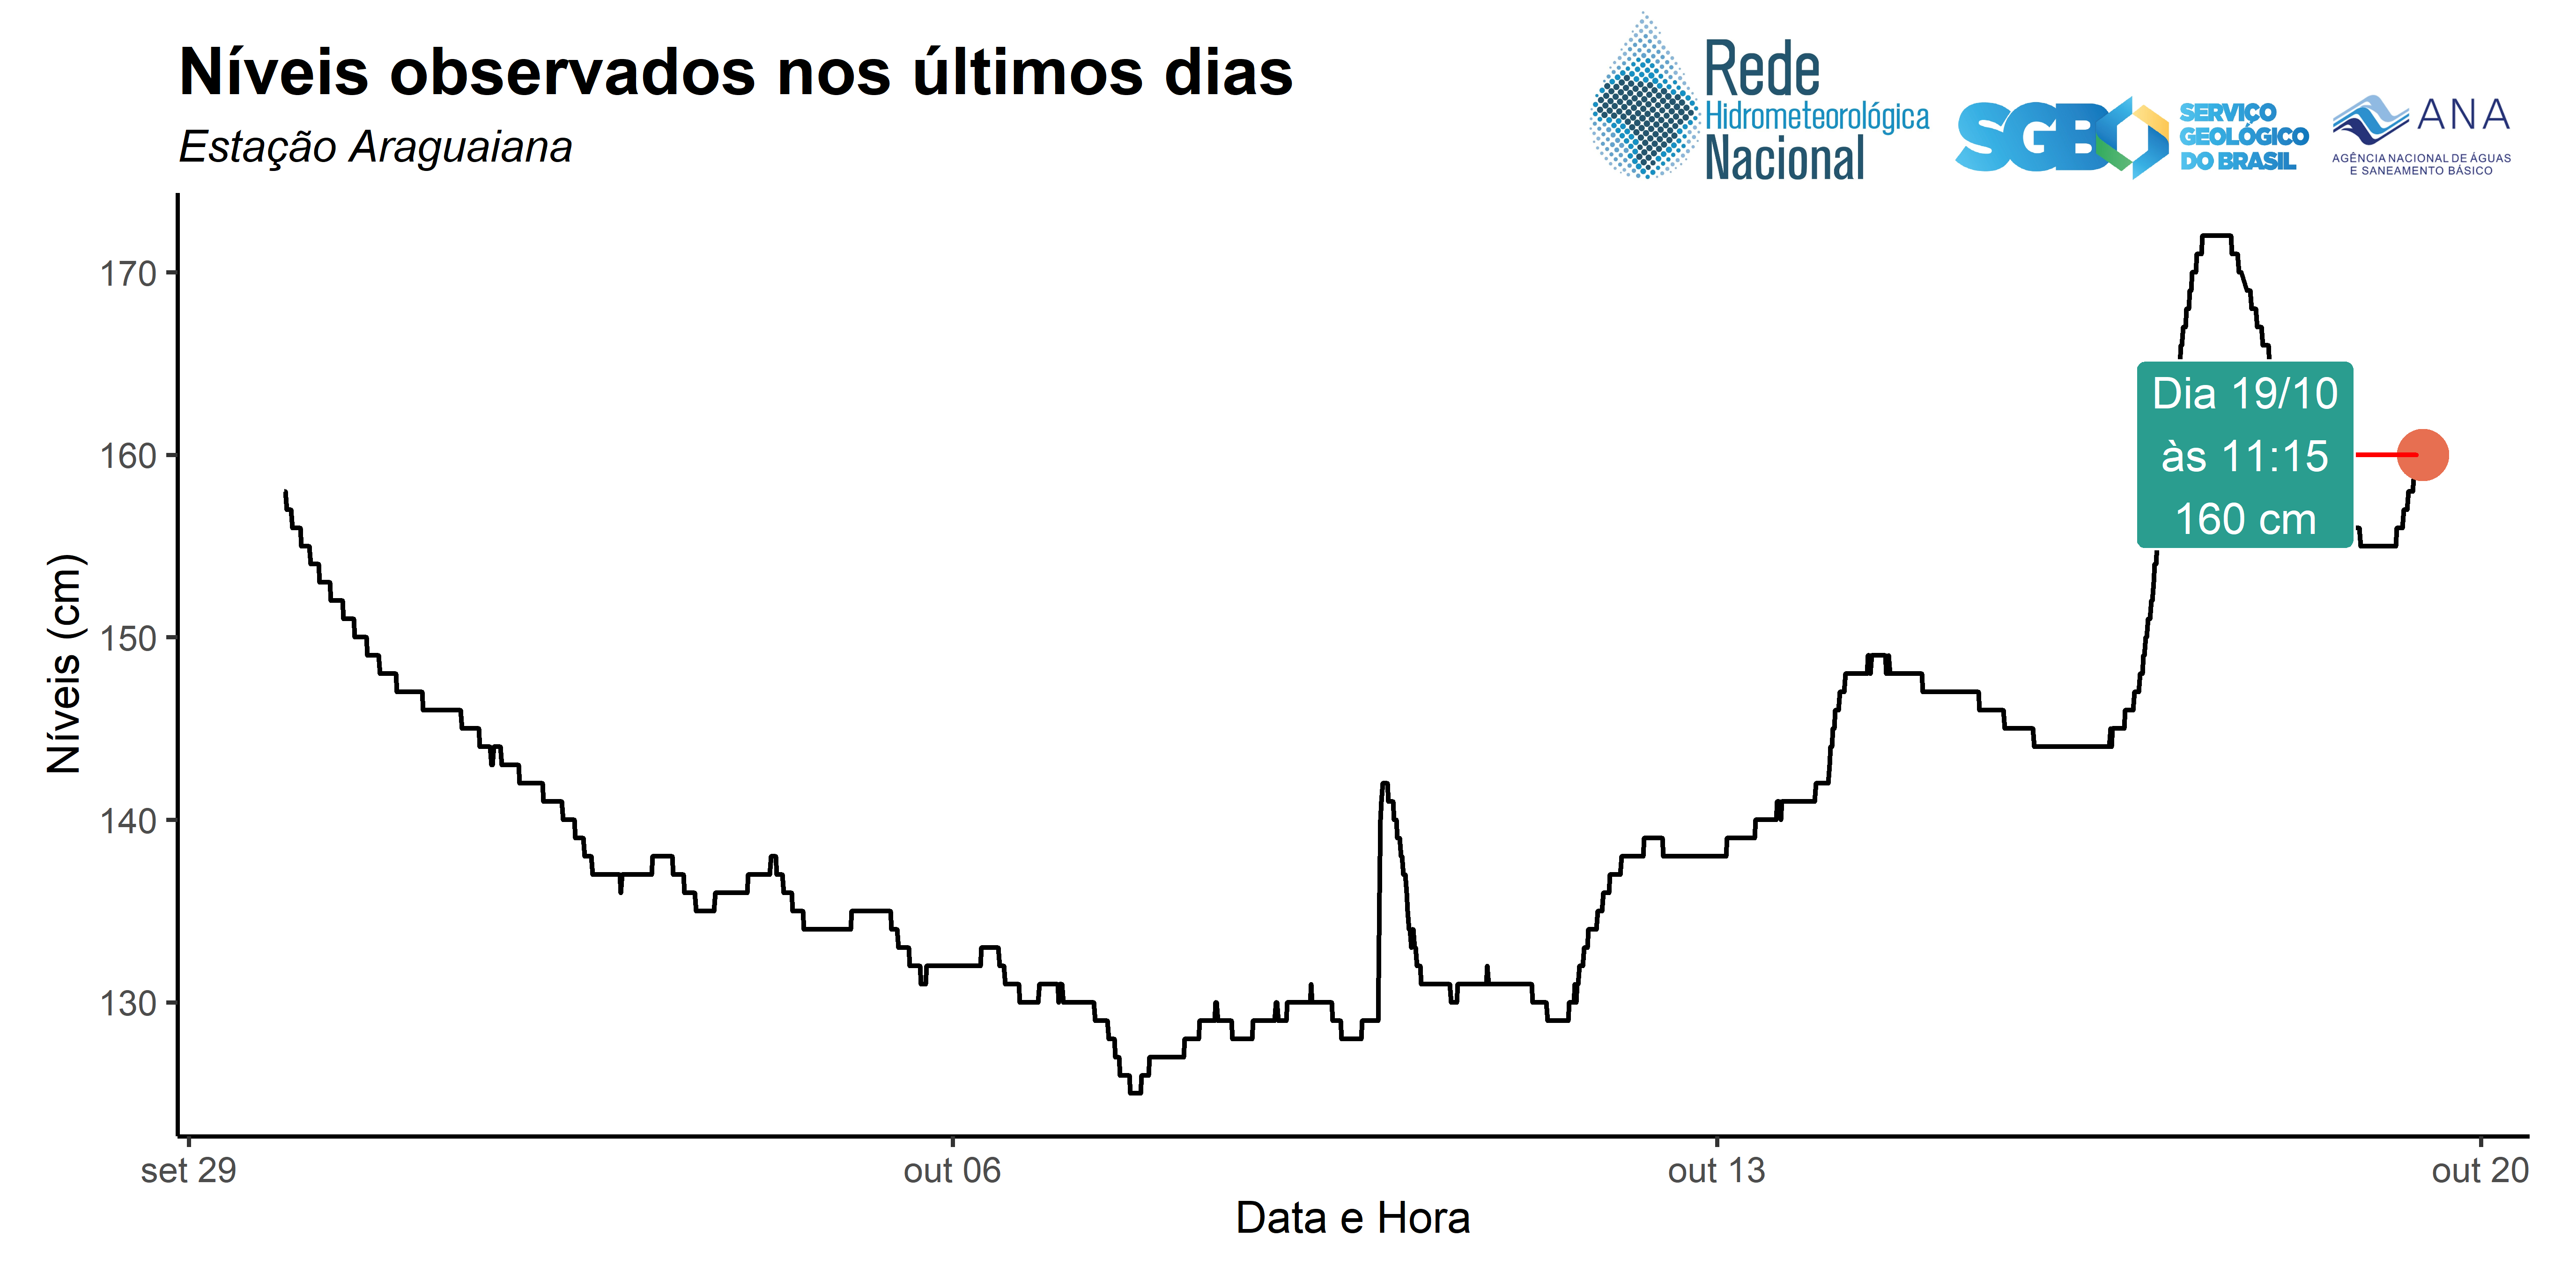 Níveis observados nos últimos dias
Estação Araguaiana
Rede
Hidrometeorológica
Nacional
SGB
SERVIÇO
GEOLÓGICO
DO BRASIL
ANA
AGÊNCIA NACIONAL DE ÁGUAS
E SANEAMENTO BÁSICO
170
160
150
140
130
Níveis (cm)
Dia 19/10
às 11:15
160 cm
set 29
out 06
out 13
out 20
Data e Hora